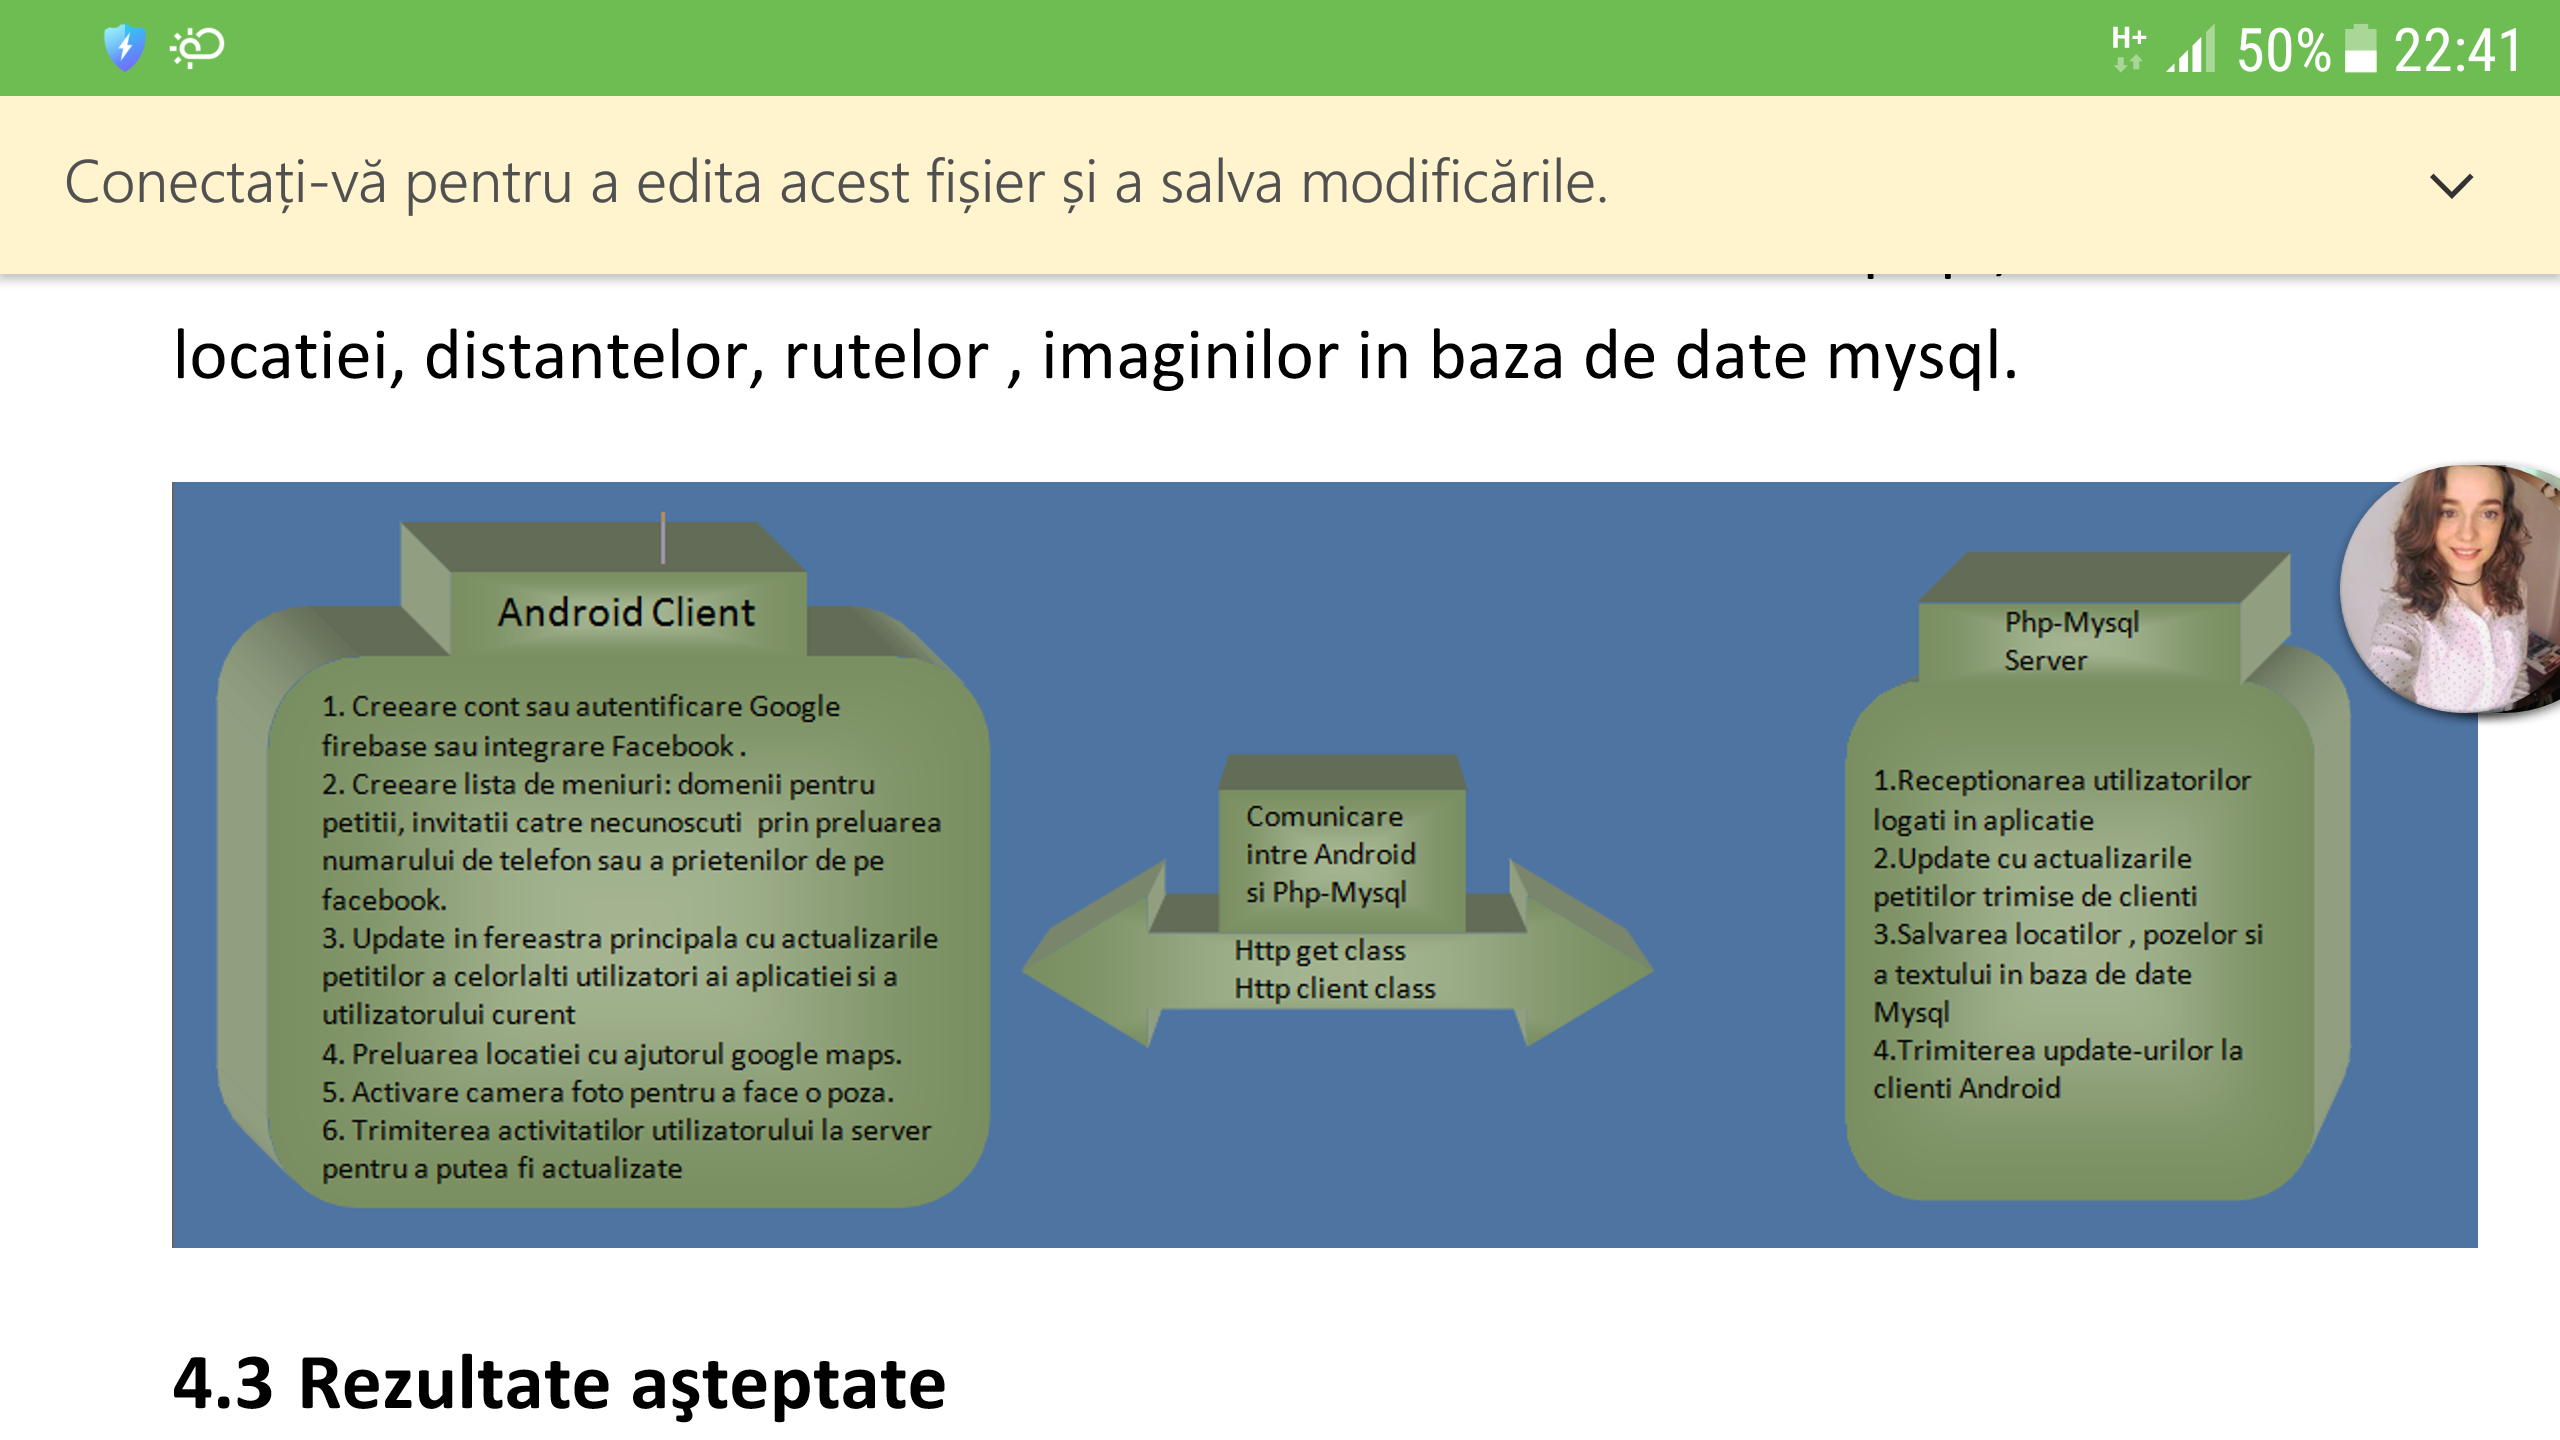 H+ 50% 22:41
Conectați-vă pentru a edita acest fișier și a salva modificările.
locatiei, distantelor, rutelor , imaginilor in baza de date mysql.
Android Client
1. Creeare cont sau autentificare Google
firebase sau integrare Facebook .
2. Creeare lista de meniuri: domenii pentru
petitii, invitatii catre necunoscuti  prin preluarea
numarului de telefon sau a prietenilor de pe
facebook.
3. Update in fereastra principala cu actualizarile
petitilor a celorlalti utilizatori ai aplicatiei si a
utilizatorului curent
4. Preluarea locatiei cu ajutorul google maps.
5. Activare camera foto pentru a face o poza.
6. Trimiterea activitatilor utilizatorului la server
pentru a putea fi actualizate
Comunicare
intre Android
si Php-Mysql
Http get class
Http client class
Php-Mysql
Server
1.Receptionarea utilizatorilor
logati in aplicatie
2.Update cu actualizarile
petitilor trimise de clienti
3.Salvarea locatilor , pozelor si
a textului in baza de date
Mysql
4.Trimiterea update-urilor la
clienti Android
4.3 Rezultate aşteptate